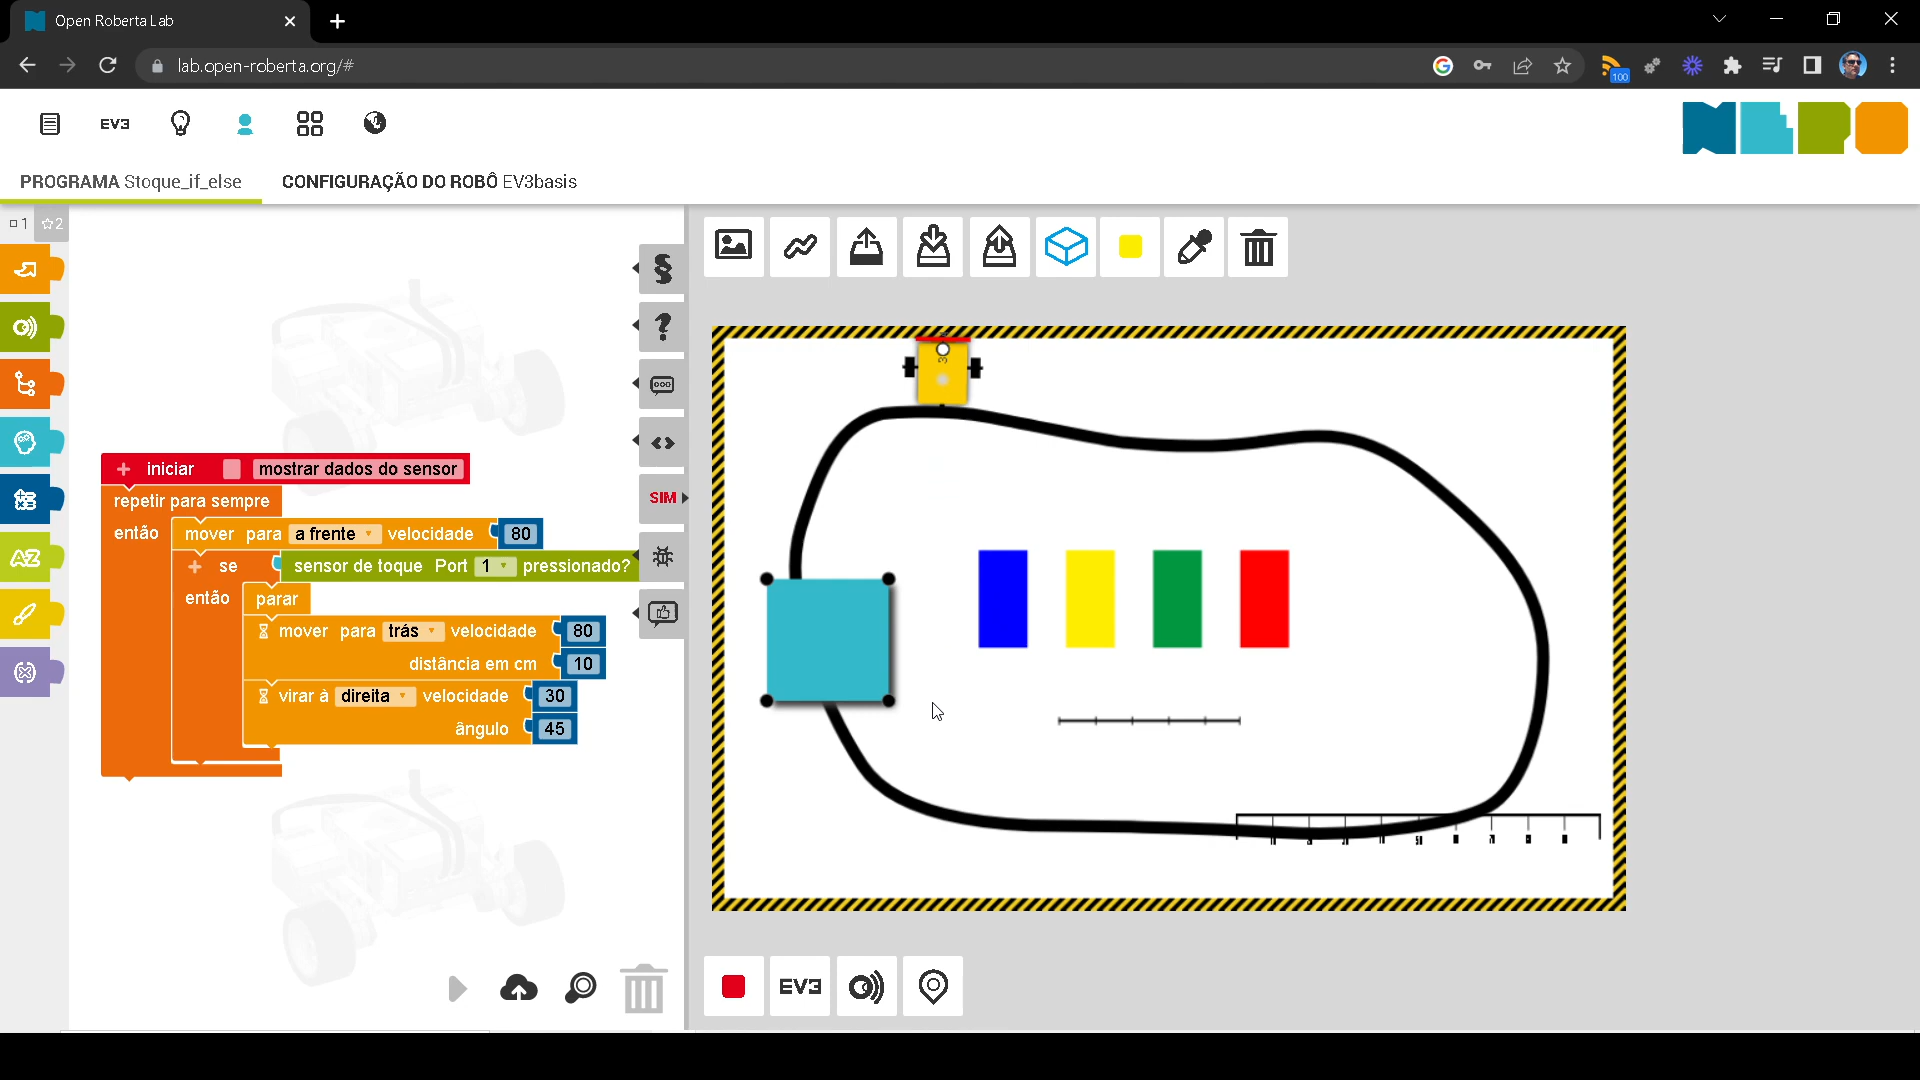 Open Roberta Lab
lab.open-roberta.org/#
100
EV3
PROGRAMA Stoque_if_else
CONFIGURAÇÃO DO ROBÔ EV3basis
1
2
+ iniciar mostrar dados do sensor
repetir para sempre
então mover para a frente velocidade 80
+ se sensor de toque Port 1 pressionado?
então parar
mover para trás velocidade 80
distância em cm 10
virar à direita velocidade 30
ângulo 45
AZ
§
?
SIM
EV3